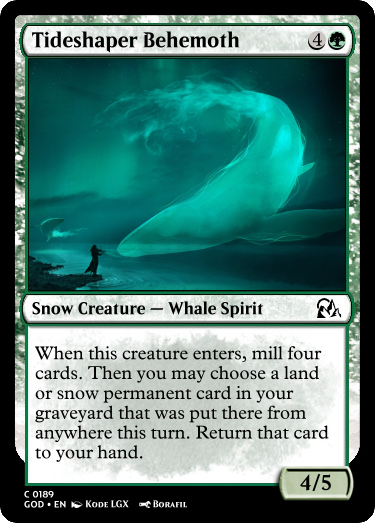 Tideshaper Behemoth 4
Snow Creature — Whale Spirit
When this creature enters, mill four
cards. Then you may choose a land
or snow permanent card in your
graveyard that was put there from
anywhere this turn. Return that card
to your hand.
4/5
C 0189
GOD • EN Kode LGX Borafil